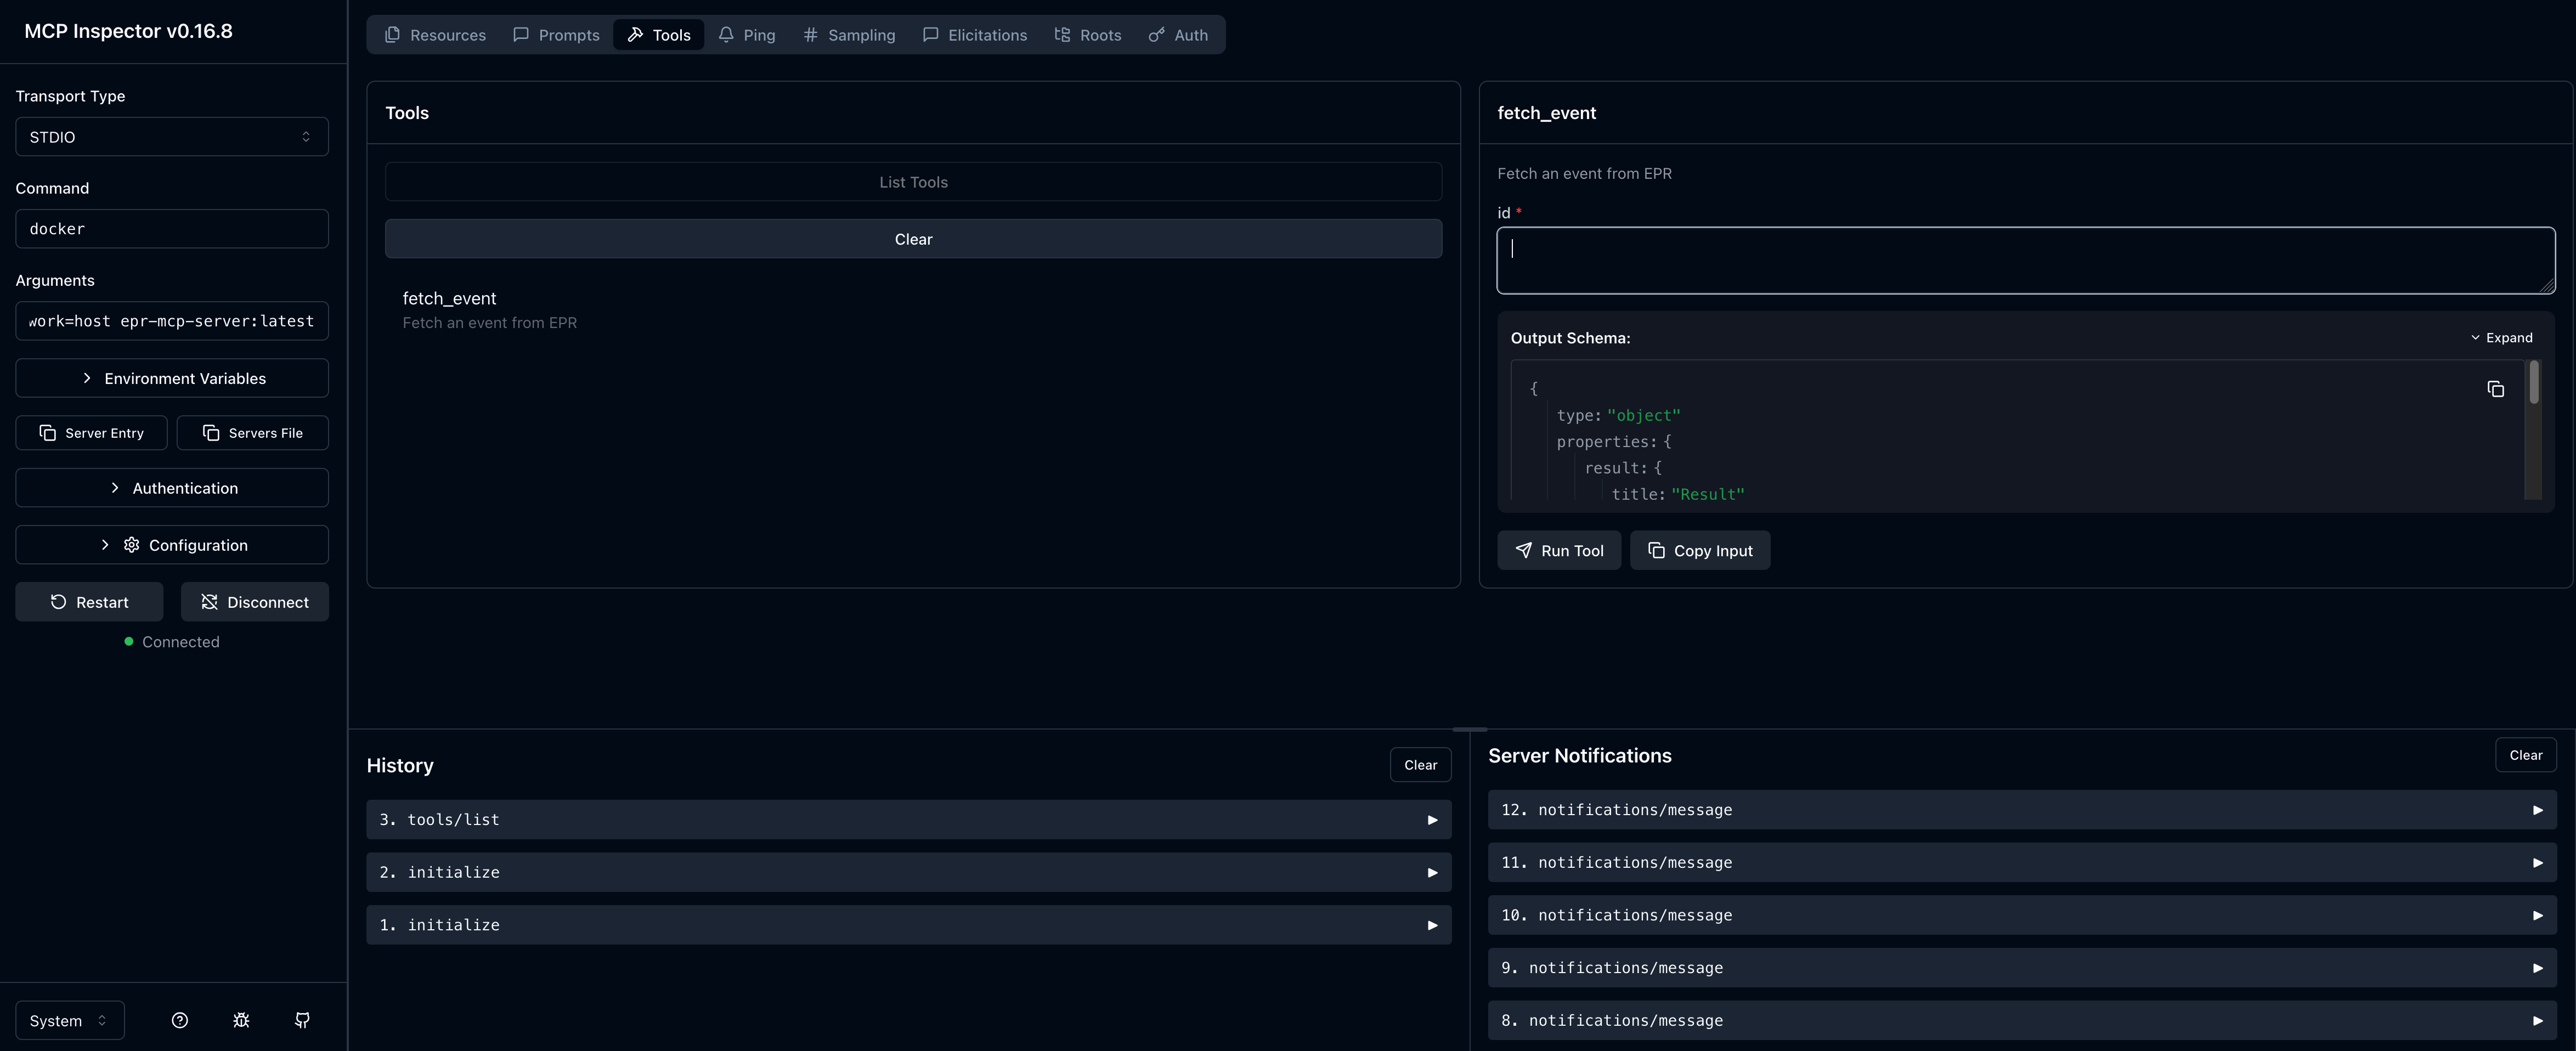 MCP Inspector v0.16.8
Transport Type
STDIO
Command
docker
Arguments
work=host epr-mcp-server:latest
Environment Variables
Server Entry
Servers File
Authentication
Configuration
Restart
Disconnect
Connected
System
Resources
Prompts
Tools
Ping
Sampling
Elicitations
Roots
Auth
Tools
List Tools
Clear
fetch_event
Fetch an event from EPR
fetch_event
Fetch an event from EPR
id *
Output Schema:
Expand
{
type: "object"
properties: {
result: {
title: "Result"
Run Tool
Copy Input
History
Clear
3. tools/list
2. initialize
1. initialize
Server Notifications
Clear
12. notifications/message
11. notifications/message
10. notifications/message
9. notifications/message
8. notifications/message